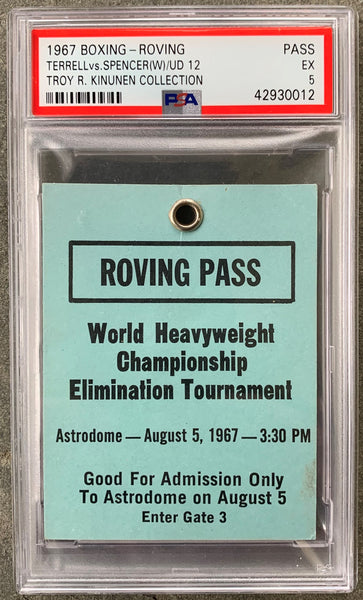 1967 BOXING – ROVING PASS
TERRELL vs. SPENCER(W)/UD 12 EX
TROY R. KINUNEN COLLECTION 5
PSA 42930012
ROVING PASS
World Heavyweight
Championship
Elimination Tournament
Astrodome — August 5, 1967 — 3:30 PM
Good For Admission Only
To Astrodome on August 5
Enter Gate 3